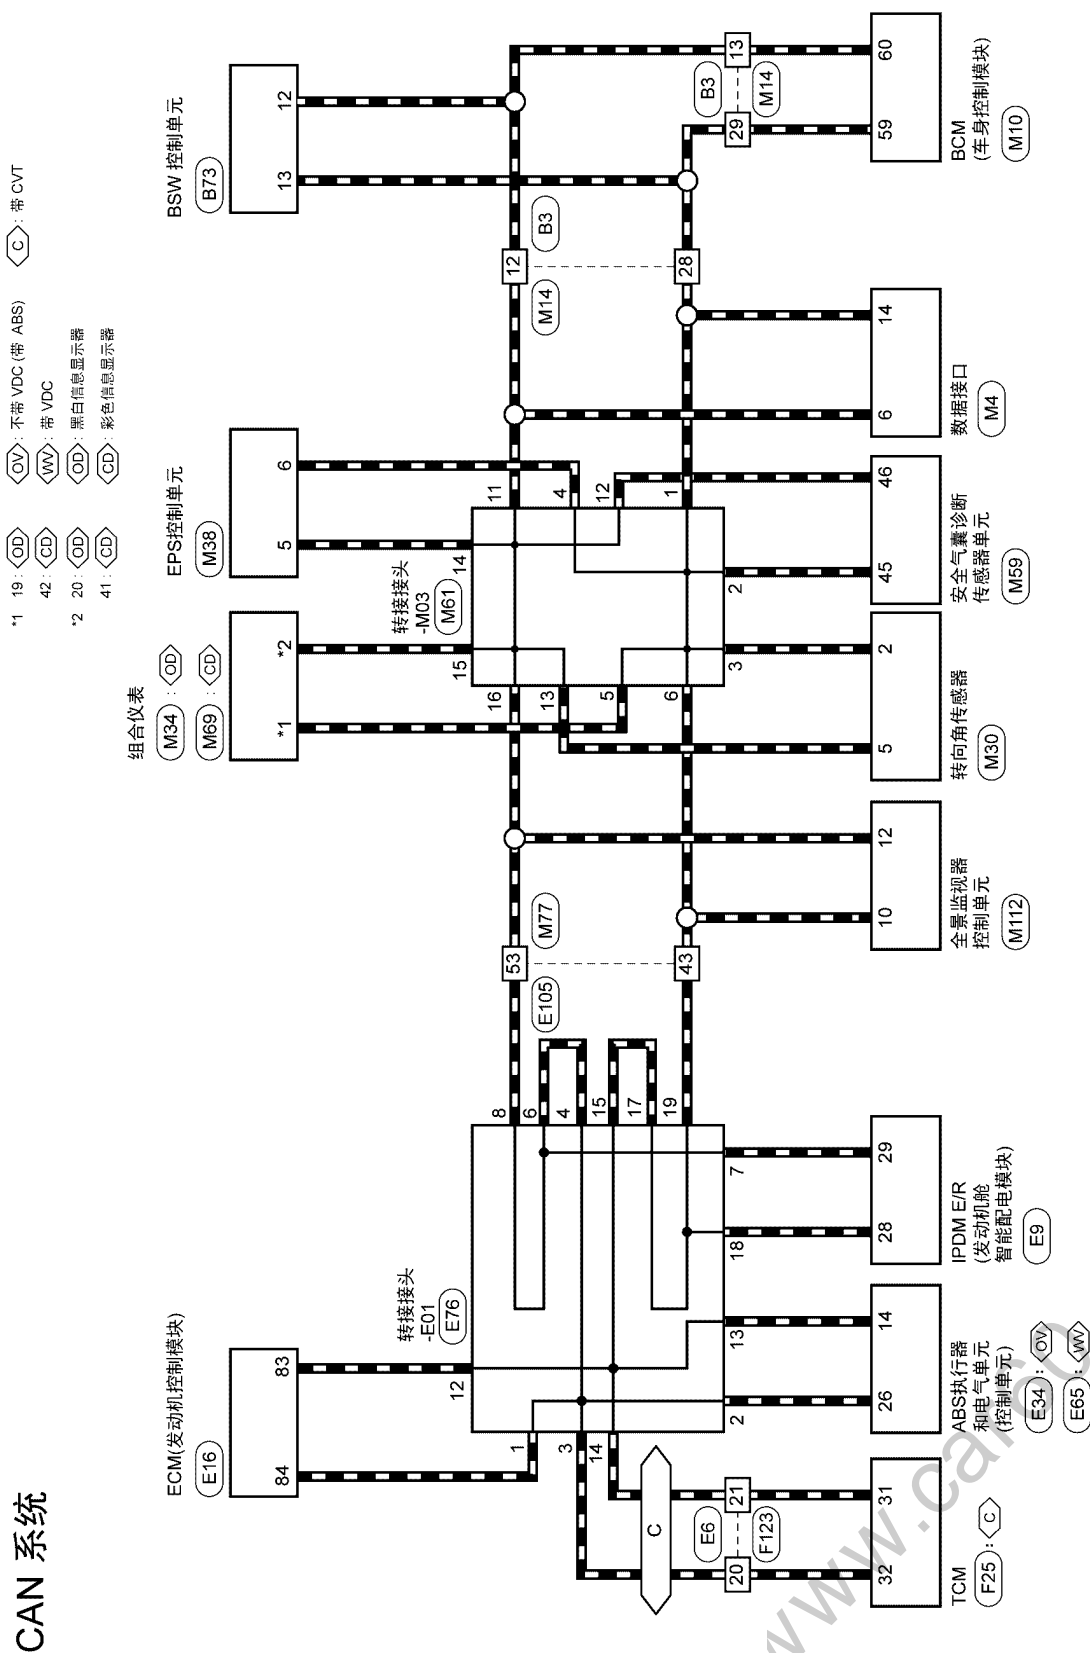 CAN 系统
*1 19: OD OV : 不带 VDC (带 ABS) C : 带 CVT
42: CD WV : 带 VDC
*2 20: OD OD : 黑白信息显示器
41: CD CD : 彩色信息显示器
ECM(发动机控制模块)
E16
84 83
组合仪表
M34 : OD
M69 : CD
*1 *2
EPS控制单元
M38
5 6
BSW 控制单元
B73
13 12
转接接头
-E01
E76
12
1
3
14
8
6
4
15
17
19
2 13 18 7
E105 M77
53
43
转接接头
-M03
M61
15 14
16
13
5
6
11
4
12
1
3 2
M14 B3
12
28
C
E6
20 21
F123
B3
29 13
M14
32 31
TCM
F25 : C
26 14
ABS执行器
和电气单元
(控制单元)
E34 : OV
E65 : WV
28 29
IPDM E/R
(发动机舱
智能配电模块)
E9
10 12
全景监视器
控制单元
M112
5 2
转向角传感器
M30
45 46
安全气囊诊断
传感器单元
M59
6 14
数据接口
M4
59 60
BCM
(车身控制模块)
M10